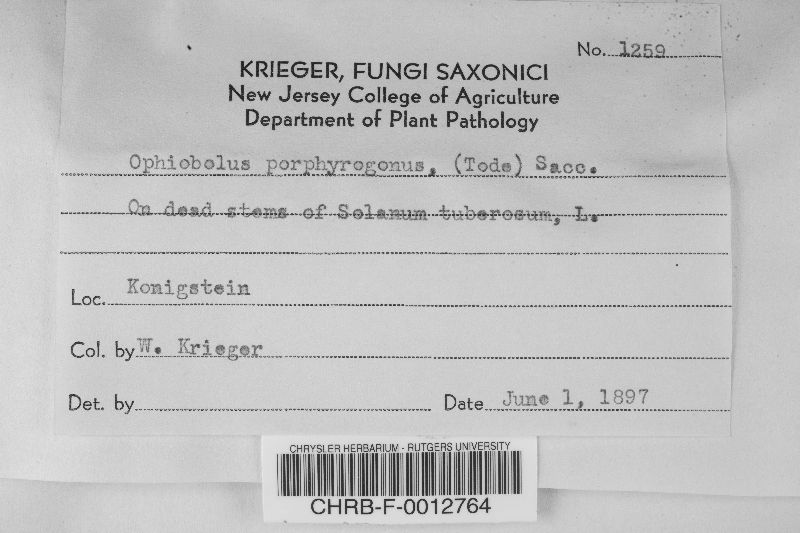 No. 1259
KRIEGER, FUNGI SAXONICI
New Jersey College of Agriculture
Department of Plant Pathology
Ophiobolus porphyrogonus, (Tode) Sacc.
On dead stems of Solanum tuberosum, L.
Loc. Konigstein
Col. by W. Krieger
Det. by Date June 1, 1897
CHRYSLER HERBARIUM - RUTGERS UNIVERSITY
CHRB-F-0012764